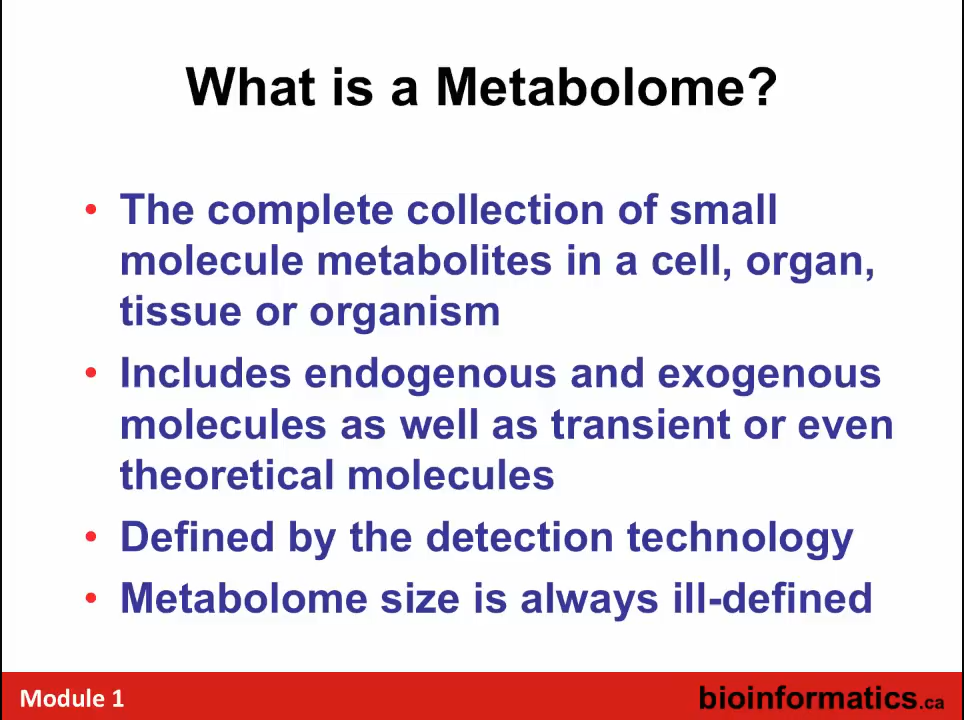 What is a Metabolome?
• The complete collection of small
molecule metabolites in a cell, organ,
tissue or organism
• Includes endogenous and exogenous
molecules as well as transient or even
theoretical molecules
• Defined by the detection technology
• Metabolome size is always ill-defined
Module 1
bioinformatics.ca